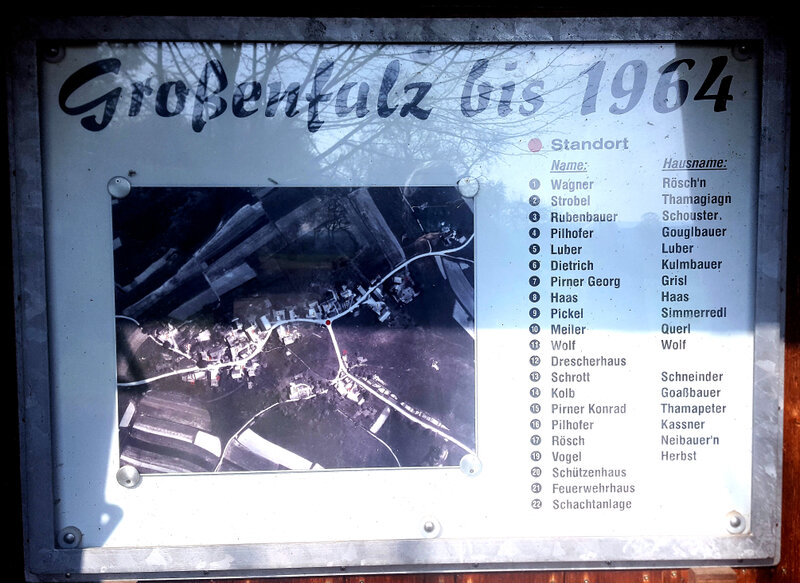 Großenfalz bis 1964
Standort
Name: Hausname:
1 Wagner Rösch'n
2 Strobel Thamagiagn
3 Rubenbauer Schouster.
4 Pilhofer Gouglbauer
5 Luber Luber
6 Dietrich Kulmbauer
7 Pirner Georg Grisl
8 Haas Haas
9 Pickel Simmerredl
10 Meiler Querl
11 Wolf Wolf
12 Drescherhaus
13 Schrott Schneinder
14 Kolb Goaßbauer
15 Pirner Konrad Thamapeter
16 Pilhofer Kassner
17 Rösch Neibauer'n
19 Vogel Herbst
20 Schützenhaus
21 Feuerwehrhaus
22 Schachtanlage